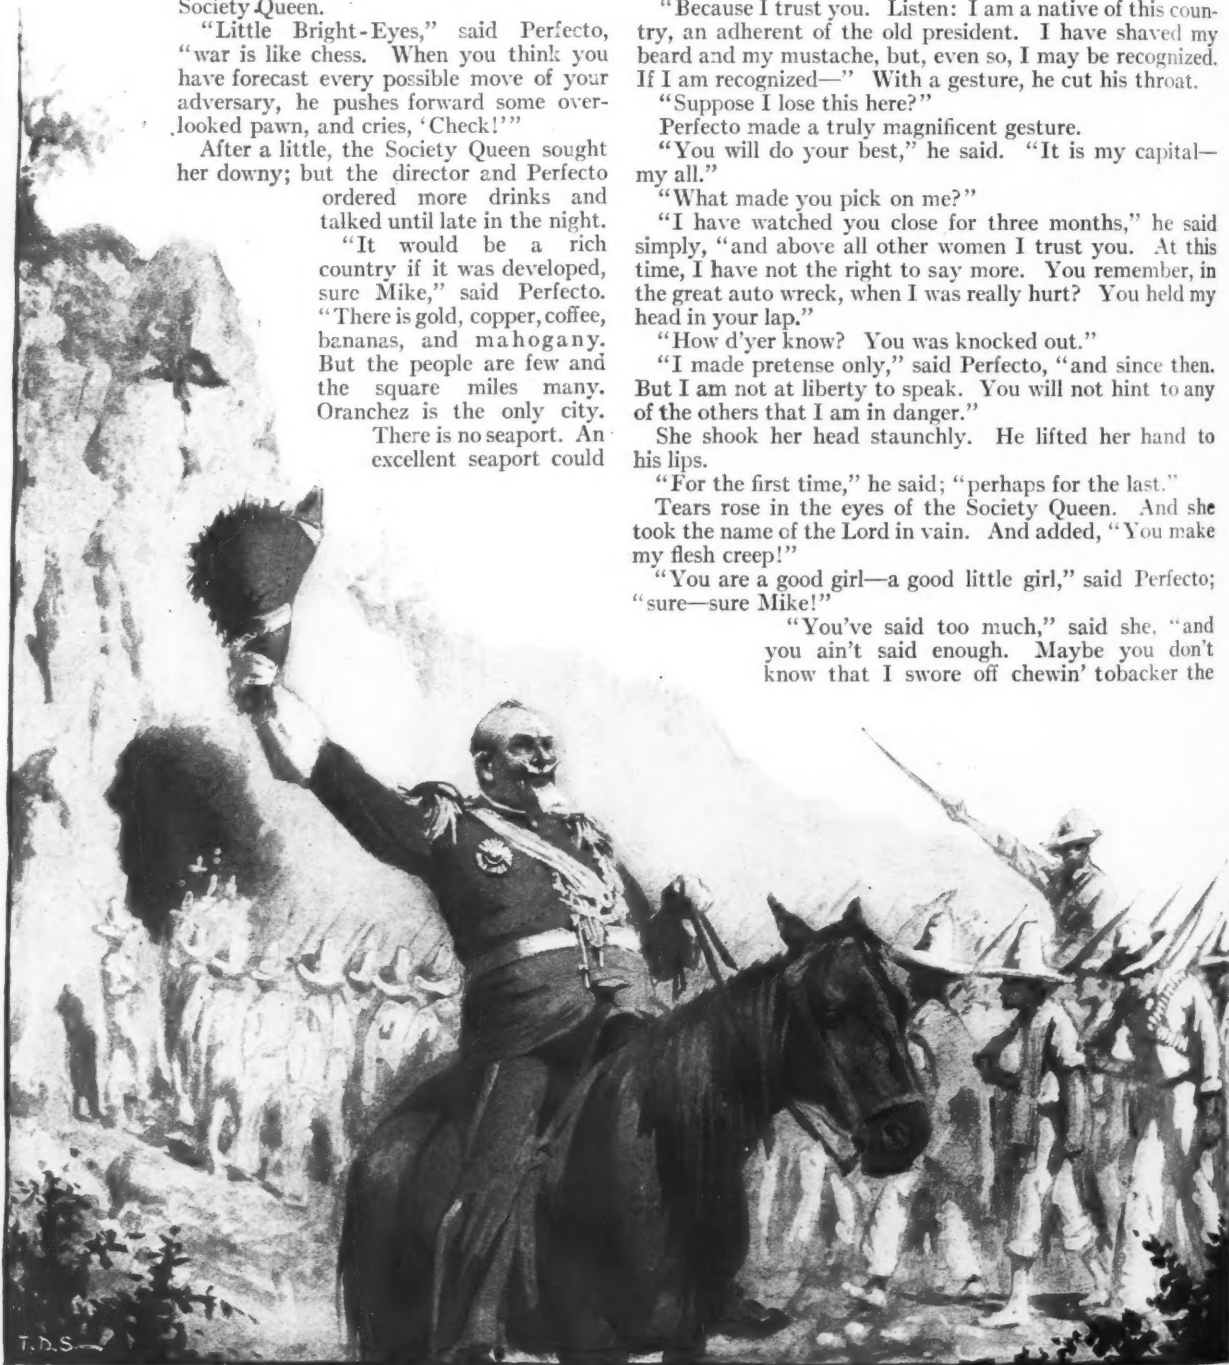 Society Queen.
"Little Bright-Eyes," said Perfecto,
"war is like chess. When you think you
have forecast every possible move of your
adversary, he pushes forward some over-
looked pawn, and cries, 'Check!'"
After a little, the Society Queen sought
her downy; but the director and Perfecto
ordered more drinks and
talked until late in the night.
"It would be a rich
country if it was developed,
sure Mike," said Perfecto.
"There is gold, copper, coffee,
bananas, and mahogany.
But the people are few and
the square miles many.
Oranchez is the only city.
There is no seaport. An
excellent seaport could
"Because I trust you. Listen: I am a native of this coun-
try, an adherent of the old president. I have shaved my
beard and my mustache, but, even so, I may be recognized.
If I am recognized—" With a gesture, he cut his throat.
"Suppose I lose this here?"
Perfecto made a truly magnificent gesture.
"You will do your best," he said. "It is my capital—
my all."
"What made you pick on me?"
"I have watched you close for three months," he said
simply, "and above all other women I trust you. At this
time, I have not the right to say more. You remember, in
the great auto wreck, when I was really hurt? You held my
head in your lap."
"How d'yer know? You was knocked out."
"I made pretense only," said Perfecto, "and since then.
But I am not at liberty to speak. You will not hint to any
of the others that I am in danger."
She shook her head staunchly. He lifted her hand to
his lips.
"For the first time," he said; "perhaps for the last."
Tears rose in the eyes of the Society Queen. And she
took the name of the Lord in vain. And added, "You make
my flesh creep!"
"You are a good girl—a good little girl," said Perfecto;
"sure—sure Mike!"
"You've said too much," said she, "and
you ain't said enough. Maybe you don't
know that I swore off chewin' tobacker the
T.D.S